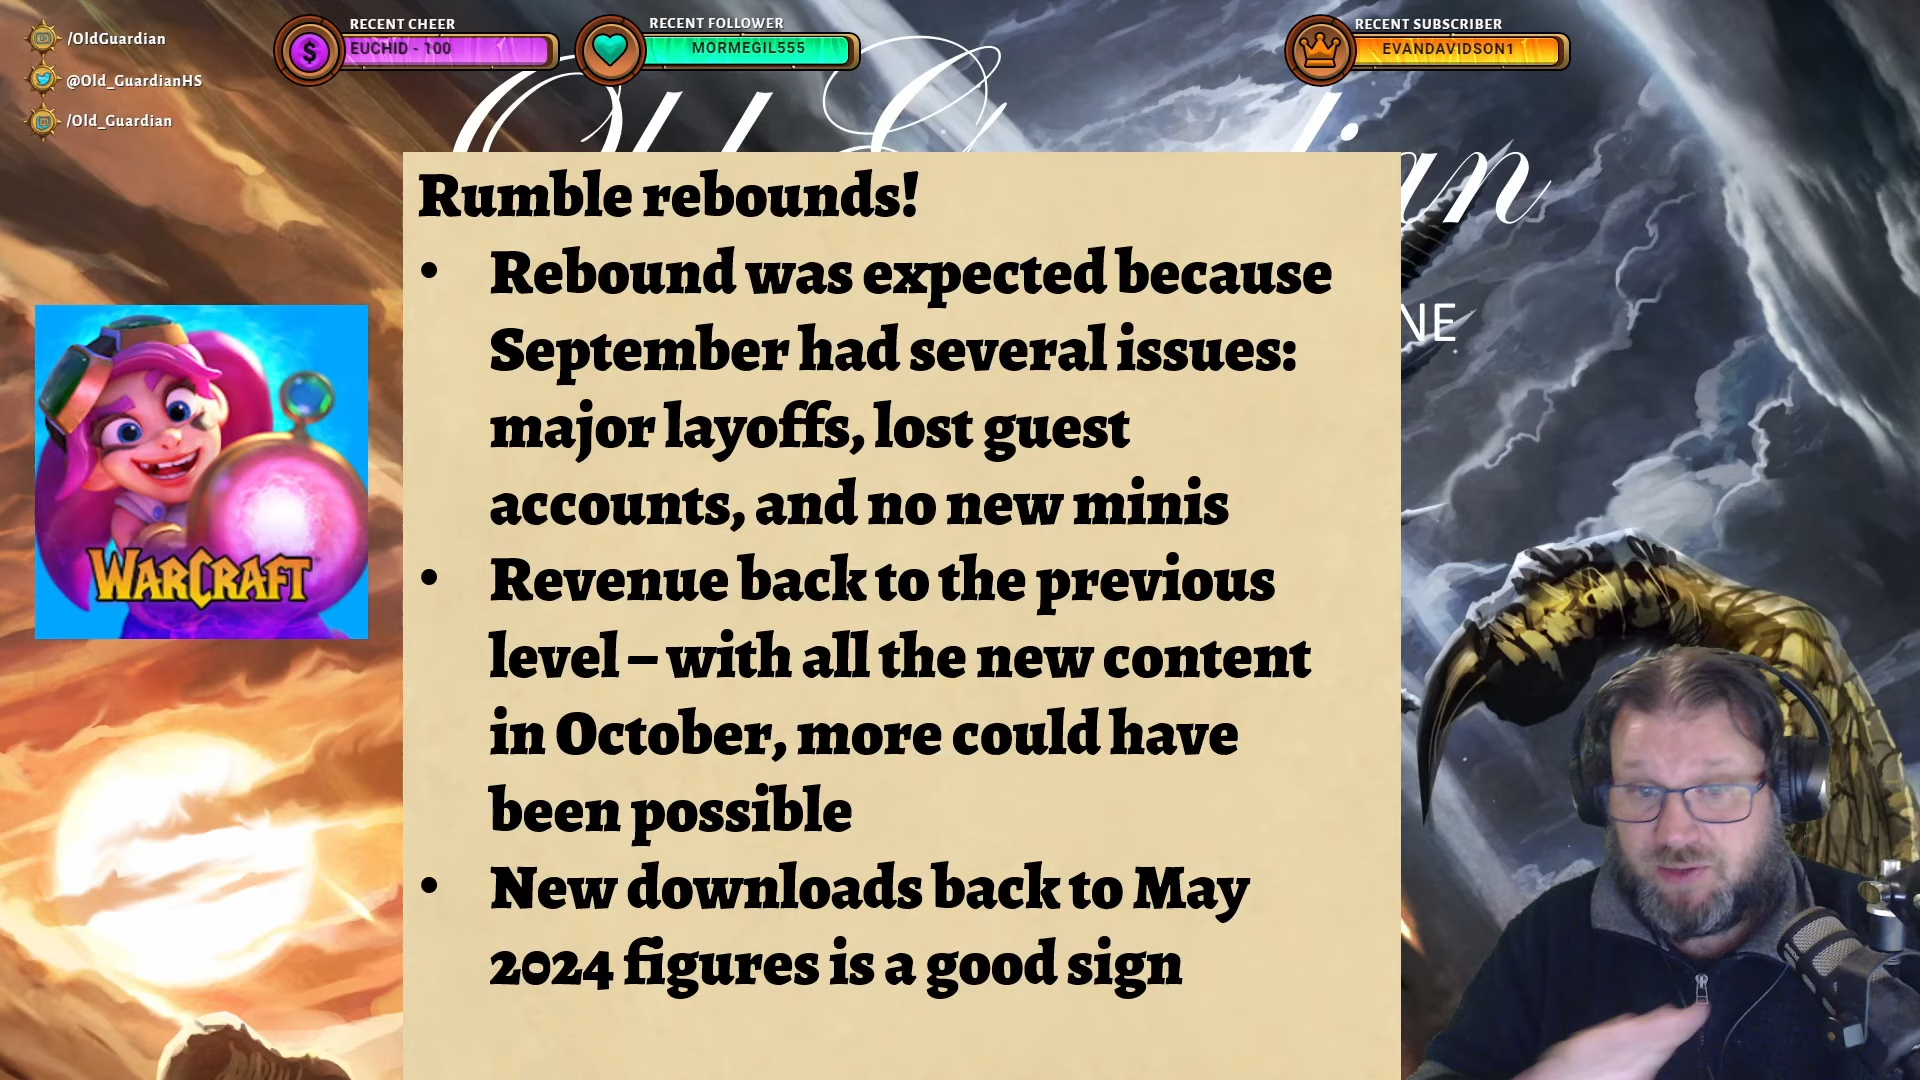 /OldGuardian
@Old_GuardianHS
/Old_Guardian
RECENT CHEER
EUCHID - 100
RECENT FOLLOWER
MORMEGIL555
RECENT SUBSCRIBER
EVANDAVIDSON1
Old Guardian
NE
Rumble rebounds!
• Rebound was expected because
September had several issues:
major layoffs, lost guest
accounts, and no new minis
• Revenue back to the previous
level – with all the new content
in October, more could have
been possible
• New downloads back to May
2024 figures is a good sign
WARCRAFT